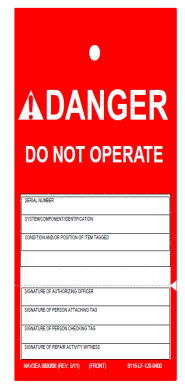 DANGER
DO NOT OPERATE
SERIAL NUMBER
SYSTEM/COMPONENT/IDENTIFICATION
CONDITION AND/OR POSITION OF ITEM TAGGED
SIGNATURE OF AUTHORIZING OFFICER
SIGNATURE OF PERSON ATTACHING TAG
SIGNATURE OF PERSON CHECKING TAG
SIGNATURE OF REPAIR ACTIVITY WITNESS
NAVSEA 9890/8 (REV. 5/11) (FRONT) 0116-LF-128-0400